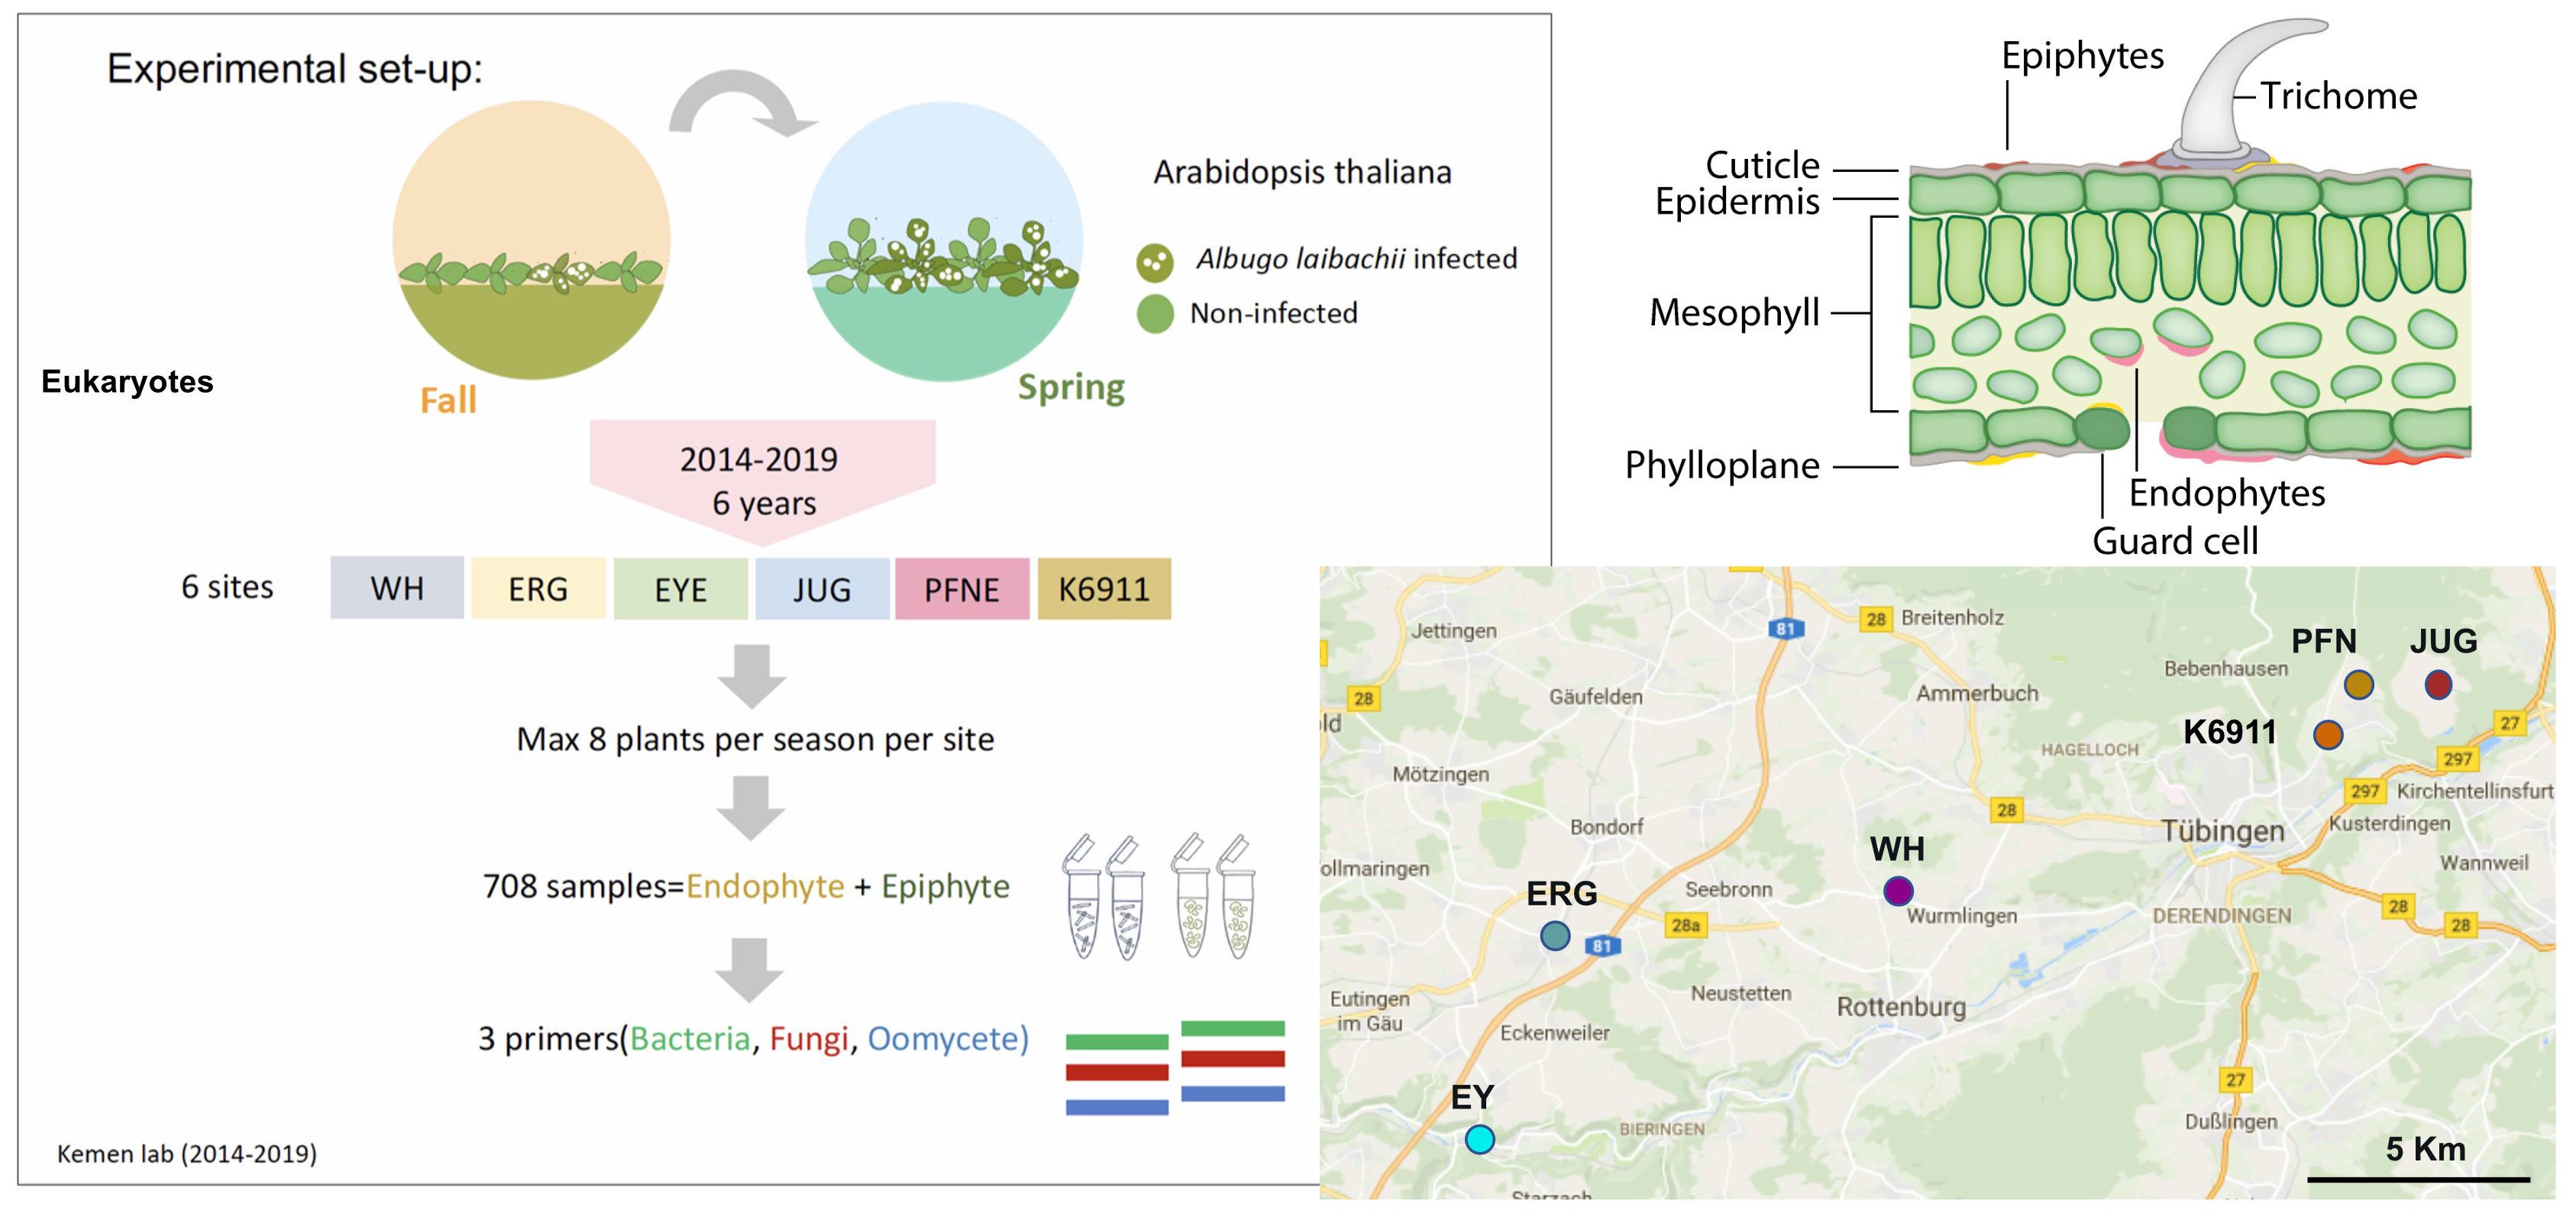 Experimental set-up:
Arabidopsis thaliana
Albugo laibachii infected
Non-infected
Eukaryotes
Fall
Spring
2014-2019
6 years
6 sites
WH
ERG
EYE
JUG
PFNE
K6911
Max 8 plants per season per site
708 samples=Endophyte + Epiphyte
3 primers(Bacteria, Fungi, Oomycete)
Kemen lab (2014-2019)
Epiphytes
Trichome
Cuticle
Epidermis
Mesophyll
Phylloplane
Endophytes
Guard cell
Jettingen
81
28
Breitenholz
PFN
JUG
Bebenhausen
28
Gäufelden
Ammerbuch
ld
27
K6911
HAGELLOCH
297
Mötzingen
297
Kirchentellinsfurt
28
Bondorf
Tübingen
Kusterdingen
WH
ollmaringen
Wannweil
Seebronn
ERG
28
Wurmlingen
DERENDINGEN
28a
28
81
Neustetten
Eutingen
im Gäu
Rottenburg
Eckenweiler
27
EY
BIERINGEN
Dußlingen
5 Km
Starzach